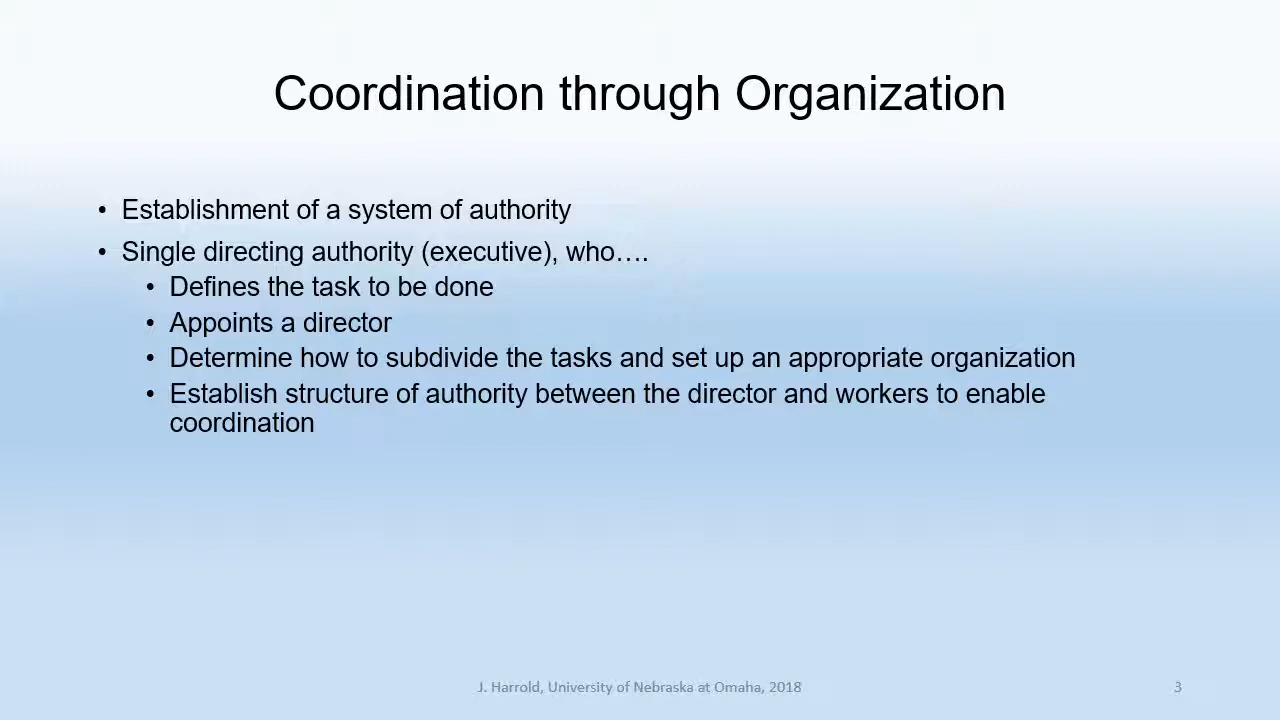 Coordination through Organization
• Establishment of a system of authority
• Single directing authority (executive), who….
• Defines the task to be done
• Appoints a director
• Determine how to subdivide the tasks and set up an appropriate organization
• Establish structure of authority between the director and workers to enable
coordination
J. Harrold, University of Nebraska at Omaha, 2018
3